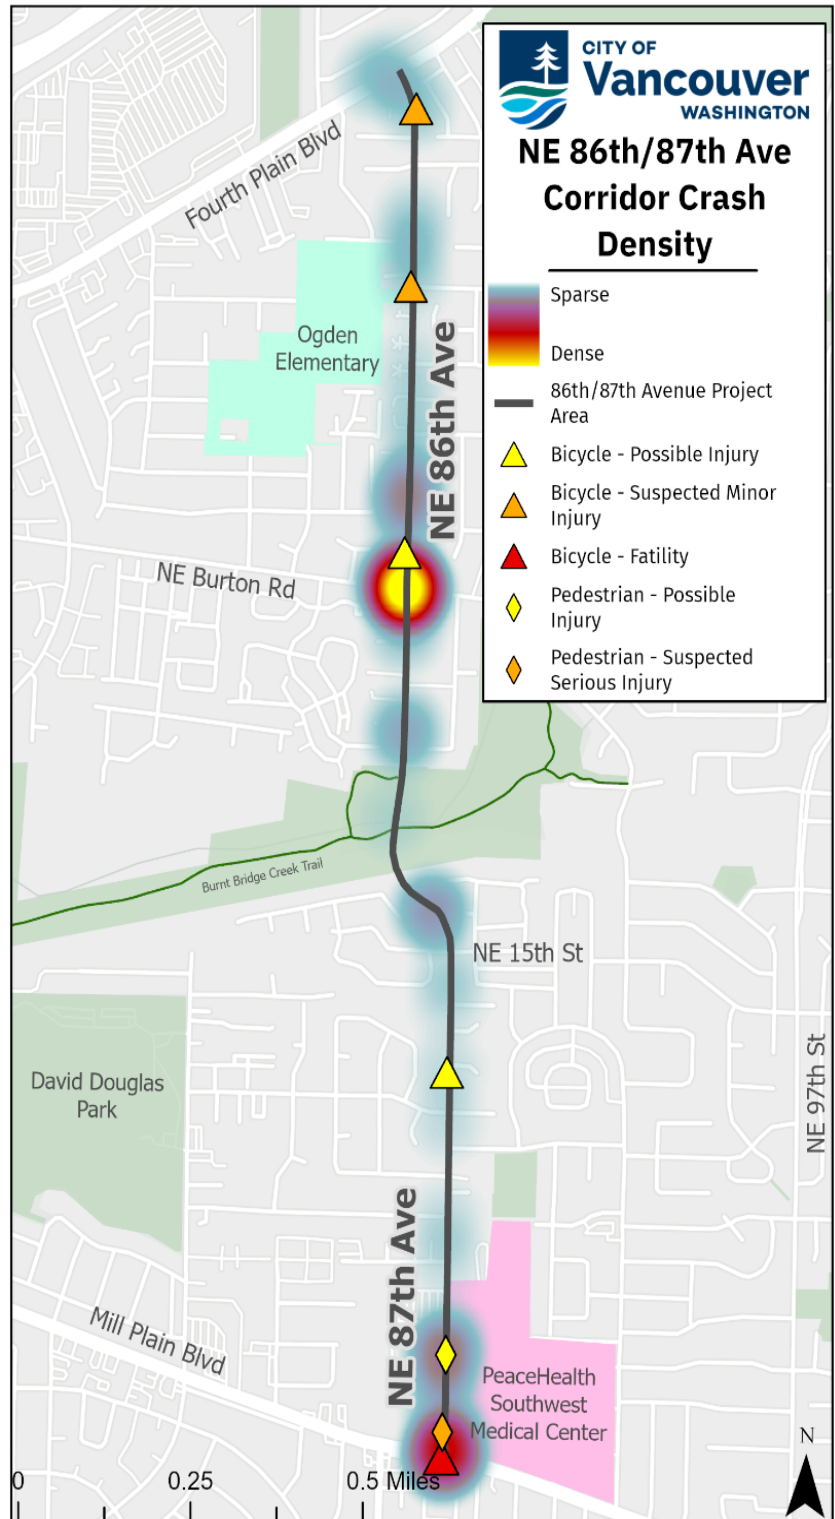 CITY OF
Vancouver
WASHINGTON
NE 86th/87th Ave
Corridor Crash
Density
Sparse
Dense
86th/87th Avenue Project
Area
Bicycle - Possible Injury
Bicycle - Suspected Minor
Injury
Bicycle - Fatility
Pedestrian - Possible
Injury
Pedestrian - Suspected
Serious Injury
Fourth Plain Blvd
Ogden
Elementary
NE 86th Ave
NE Burton Rd
Burnt Bridge Creek Trail
NE 15th St
David Douglas
Park
NE 97th St
NE 87th Ave
Mill Plain Blvd
PeaceHealth
Southwest
Medical Center
N
0 0.25 0.5 Miles